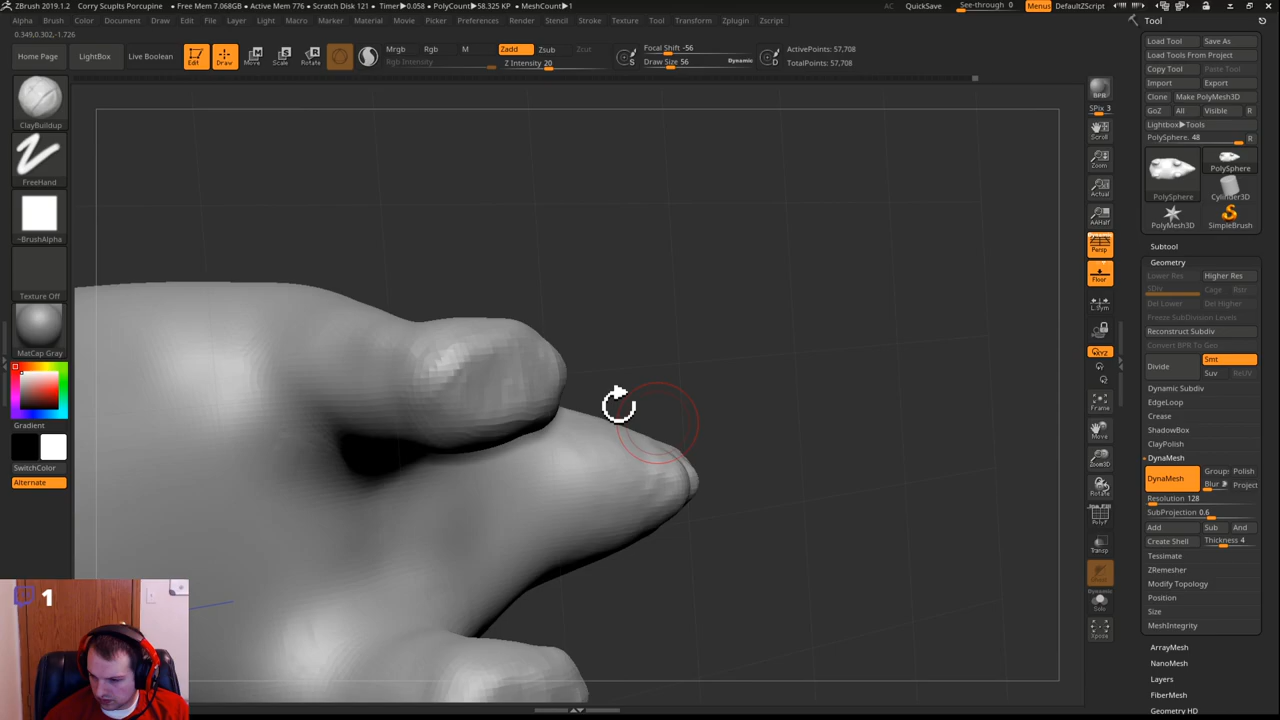 ZBrush 2019.1.2 Corry Scuplts Porcupine • Free Mem 7.068GB • Active Mem 776 • Scratch Disk 121 • Timer▶0.058 • PolyCount▶58.325 KP • MeshCount▶1
AC QuickSave See-through 0 Menus DefaultZScript
Alpha Brush Color Document Draw Edit File Layer Light Macro Marker Material Movie Picker Preferences Render Stencil Stroke Texture Tool Transform Zplugin Zscript
0.349,0.302,-1.726
Home Page LightBox Live Boolean Edit Draw Move Scale Rotate
Mrgb Rgb M Zadd Zsub Zcut
Rgb Intensity Z Intensity 20
Focal Shift -56
Draw Size 56 Dynamic
S D
ActivePoints: 57,708
TotalPoints: 57,708
ClayBuildup
FreeHand
~BrushAlpha
Texture Off
MatCap Gray
Gradient
SwitchColor
Alternate
1
BPR
SPix 3
Scroll
Zoom
Actual
AAHalf
Persp
Floor
L.Sym
XYZ
Frame
Move
Zoom3D
Rotate
PolyF
Transp
Dynamic
Solo
Xpose
Tool
Load Tool Save As
Load Tools From Project
Copy Tool Paste Tool
Import Export
Clone Make PolyMesh3D
GoZ All Visible R
Lightbox▶Tools
PolySphere. 48 R
PolySphere PolySphere
Cylinder3D
PolyMesh3D SimpleBrush
Subtool
Geometry
Lower Res Higher Res
SDiv Cage Rstr
Del Lower Del Higher
Freeze SubDivision Levels
Reconstruct Subdiv
Convert BPR To Geo
Divide Smt
Suv ReUV
Dynamic Subdiv
EdgeLoop
Crease
ShadowBox
ClayPolish
DynaMesh
DynaMesh Groups Polish
Blur Project
Resolution 128
SubProjection 0.6
Add Sub And
Create Shell Thickness 4
Tessimate
ZRemesher
Modify Topology
Position
Size
MeshIntegrity
ArrayMesh
NanoMesh
Layers
FiberMesh
Geometry HD